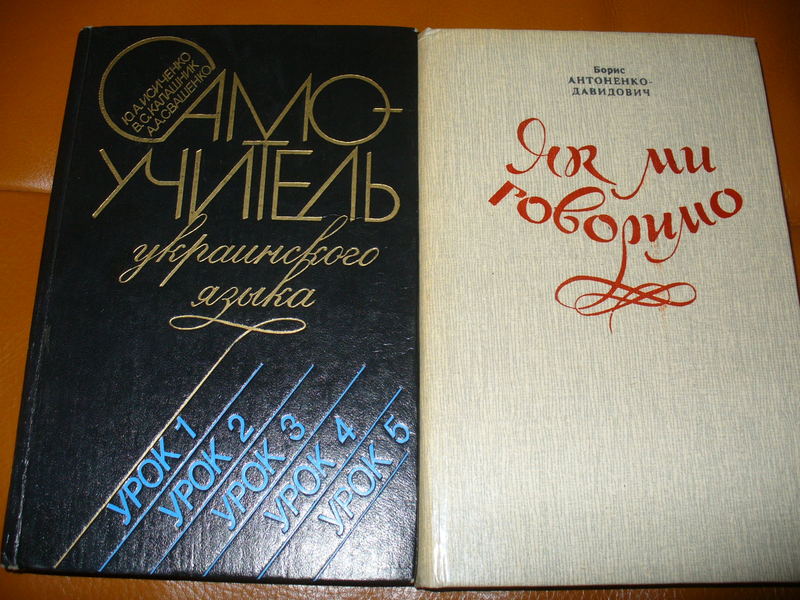 Ю.А.ИСИЧЕНКО
В.С.КАЛАШНИК
А.А.СВАШЕНКО
САМО-
УЧИТЕЛЬ
украинского
языка
УРОК 1
УРОК 2
УРОК 3
УРОК 4
УРОК 5
Борис
АНТОНЕНКО-
ДАВИДОВИЧ
Як ми
говоримо